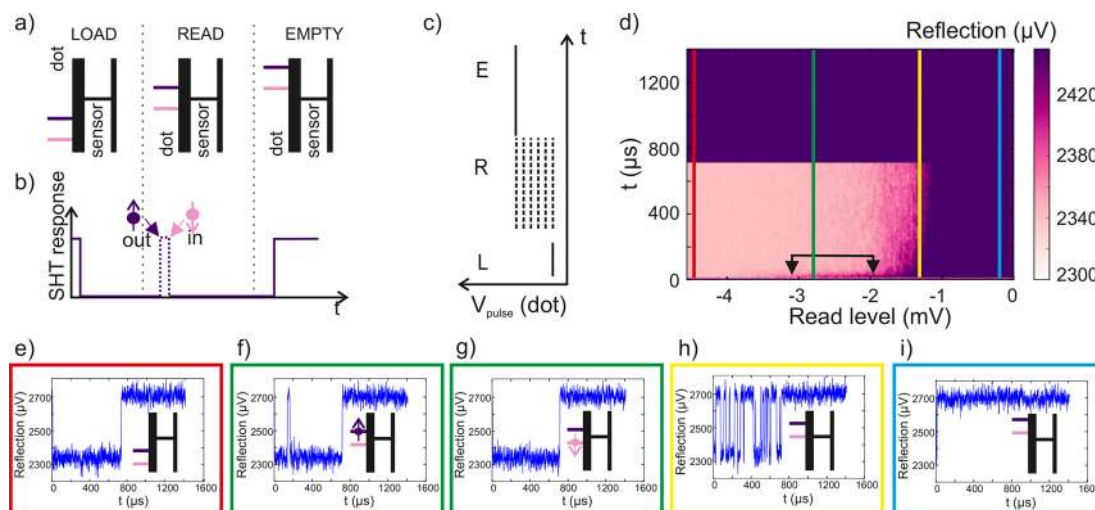 a)
LOAD
READ
EMPTY
dot
sensor
dot
sensor
dot
sensor
b)
SHT response
out
in
t
c)
t
E
R
L
V_pulse (dot)
d)
Reflection (µV)
1200
800
400
0
t (µs)
-4
-3
-2
-1
0
Read level (mV)
2420
2380
2340
2300
e)
Reflection (µV)
2700
2500
2300
0 400 800 1200 1600
t (µs)
f)
Reflection (µV)
2700
2500
2300
0 400 800 1200 1600
t (µs)
g)
Reflection (µV)
2700
2500
2300
0 400 800 1200 1600
t (µs)
h)
Reflection (µV)
2700
2500
2300
0 400 800 1200 1600
t (µs)
i)
Reflection (µV)
2700
2500
2300
0 400 800 1200 1600
t (µs)